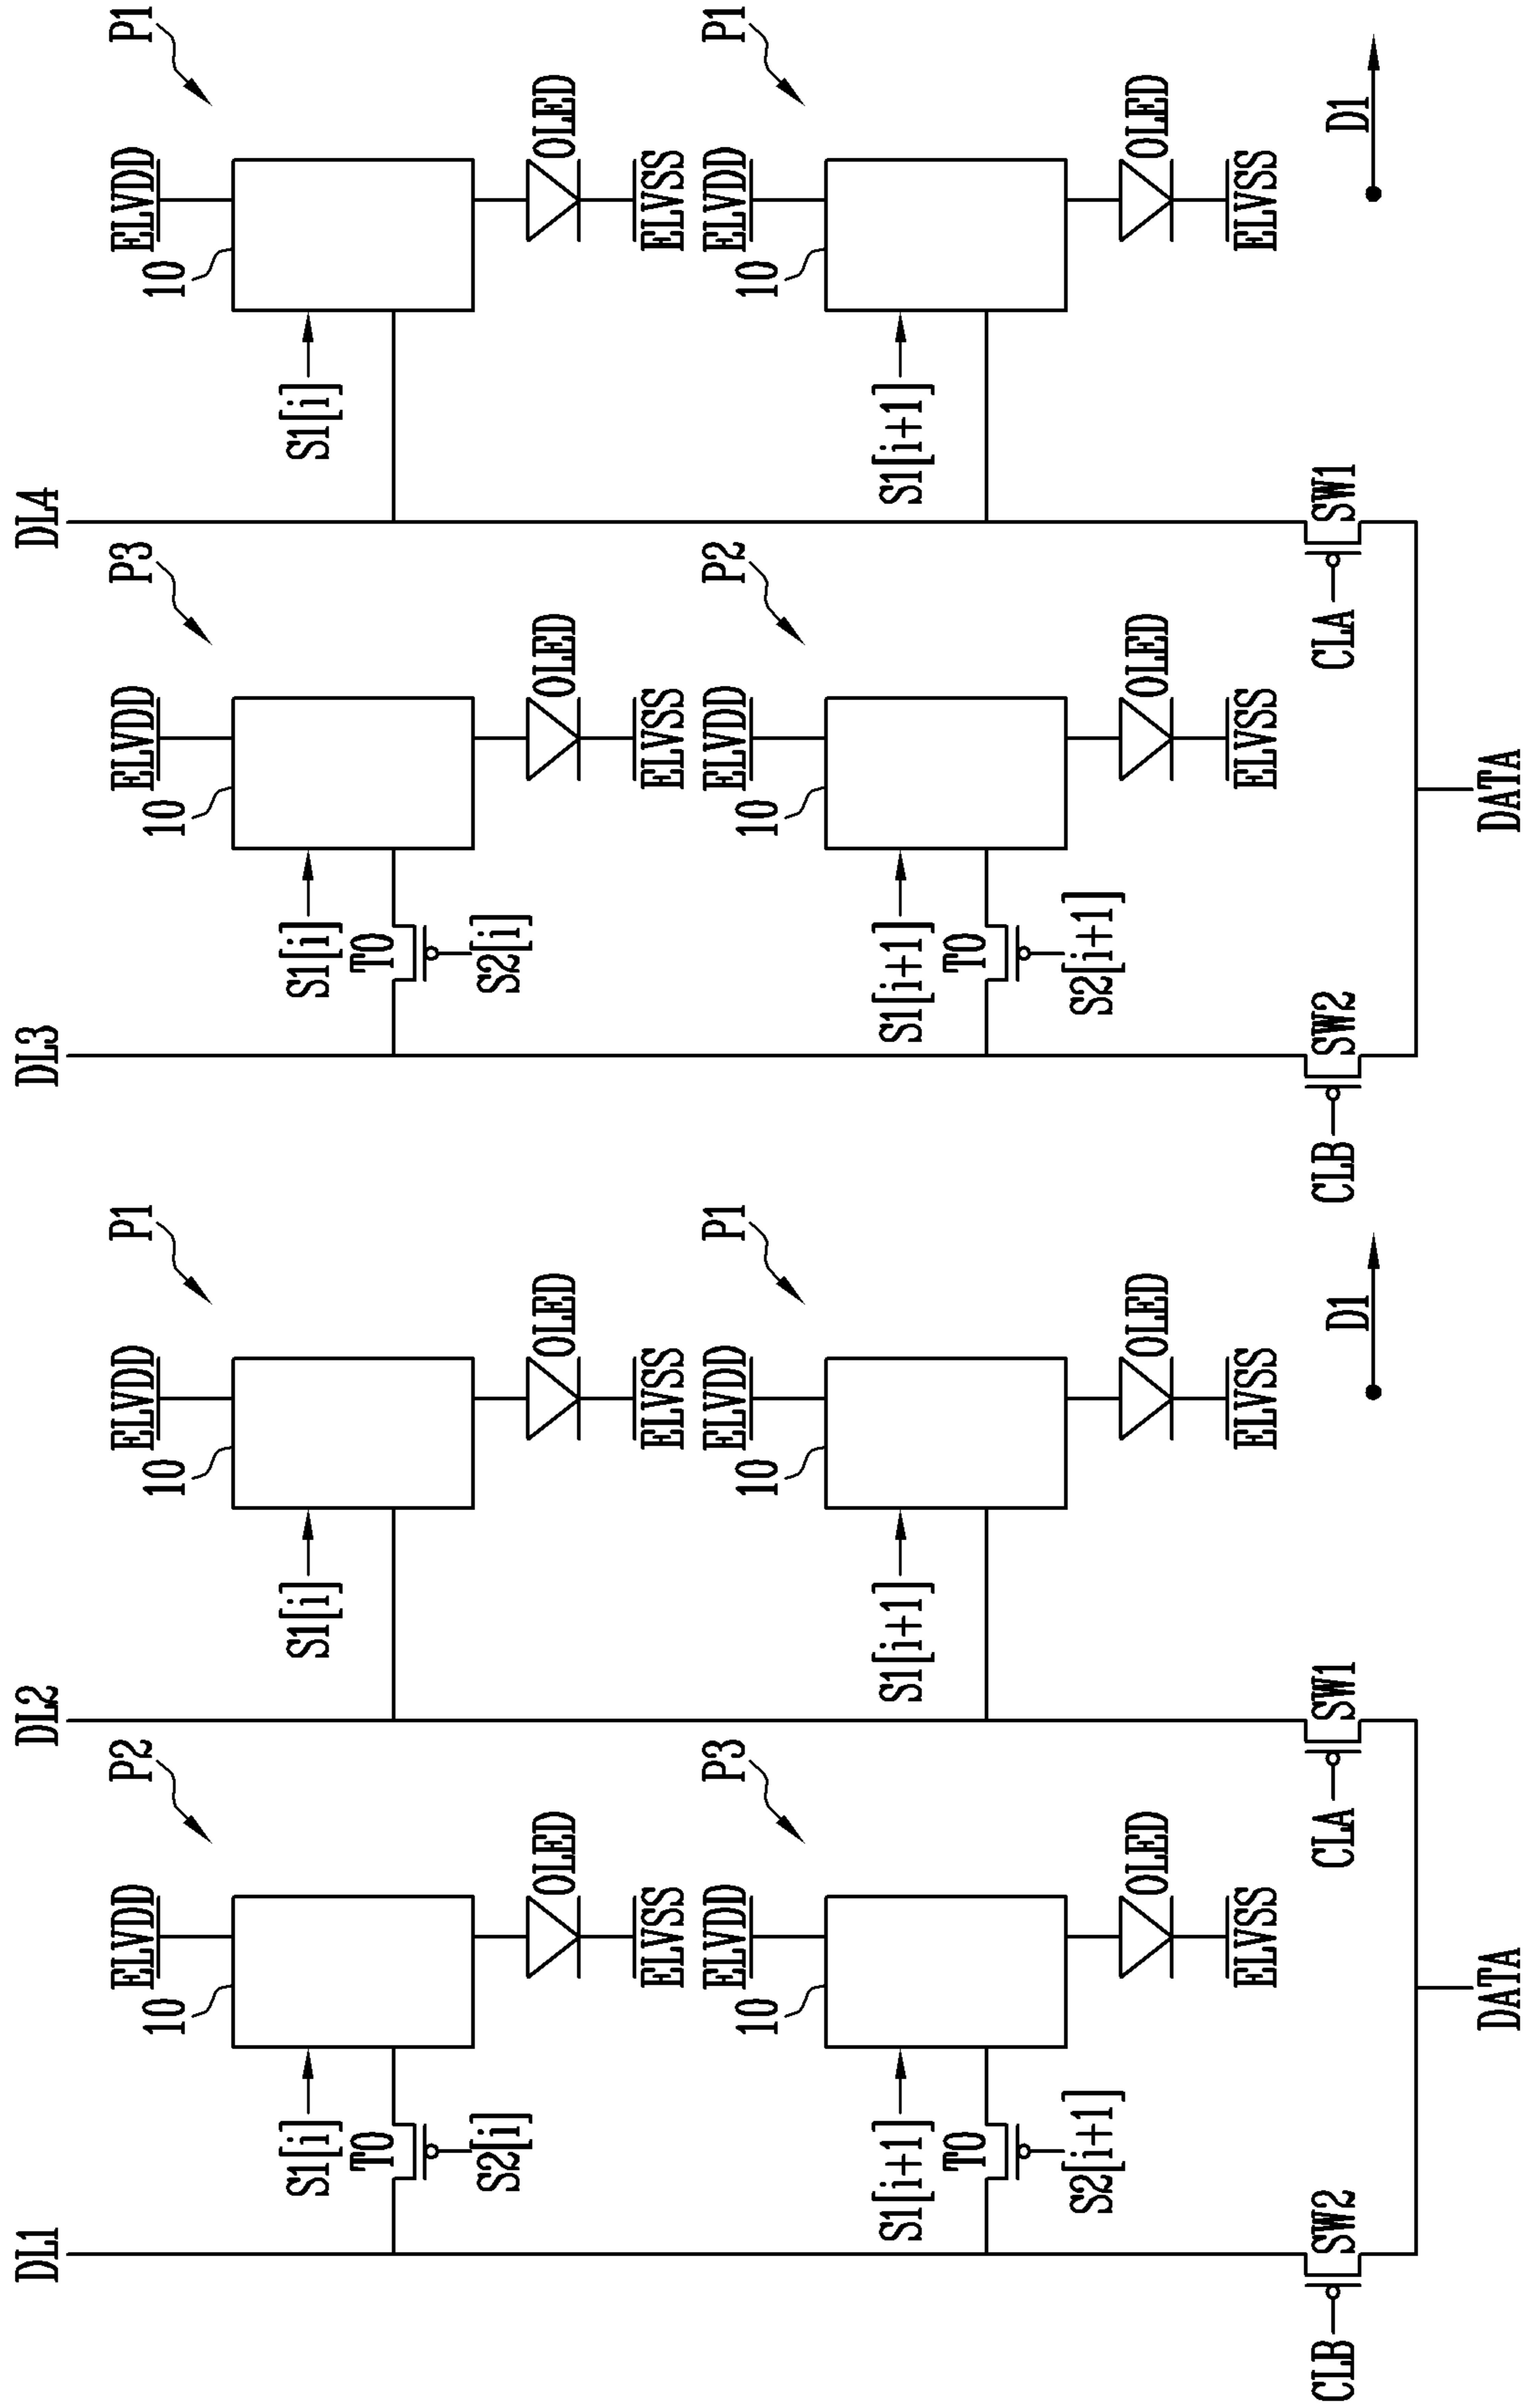 DL1 DL2 DL3 DL4
ELVDD P2 ELVDD P1 ELVDD P3 ELVDD P1
10 10 10 10
S1[i] S1[i] S1[i] S1[i]
T0 T0
S2[i] S2[i]
OLED OLED OLED OLED
ELVSS ELVSS ELVSS ELVSS
ELVDD P3 ELVDD P1 ELVDD P2 ELVDD P1
10 10 10 10
S1[i+1] S1[i+1] S1[i+1] S1[i+1]
T0 T0
S2[i+1] S2[i+1]
OLED OLED OLED OLED
ELVSS ELVSS ELVSS ELVSS
CLB SW2 CLA SW1 D1 CLB SW2 CLA SW1 D1
DATA DATA